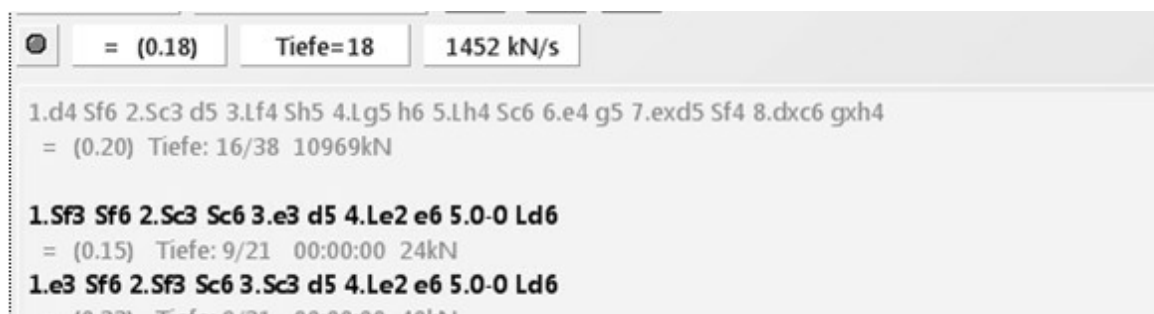 = (0.18) Tiefe=18 1452 kN/s
1.d4 Sf6 2.Sc3 d5 3.Lf4 Sh5 4.Lg5 h6 5.Lh4 Sc6 6.e4 g5 7.exd5 Sf4 8.dxc6 gxh4
= (0.20) Tiefe: 16/38 10969kN
1.Sf3 Sf6 2.Sc3 Sc6 3.e3 d5 4.Le2 e6 5.0-0 Ld6
= (0.15) Tiefe: 9/21 00:00:00 24kN
1.e3 Sf6 2.Sf3 Sc6 3.Sc3 d5 4.Le2 e6 5.0-0 Ld6